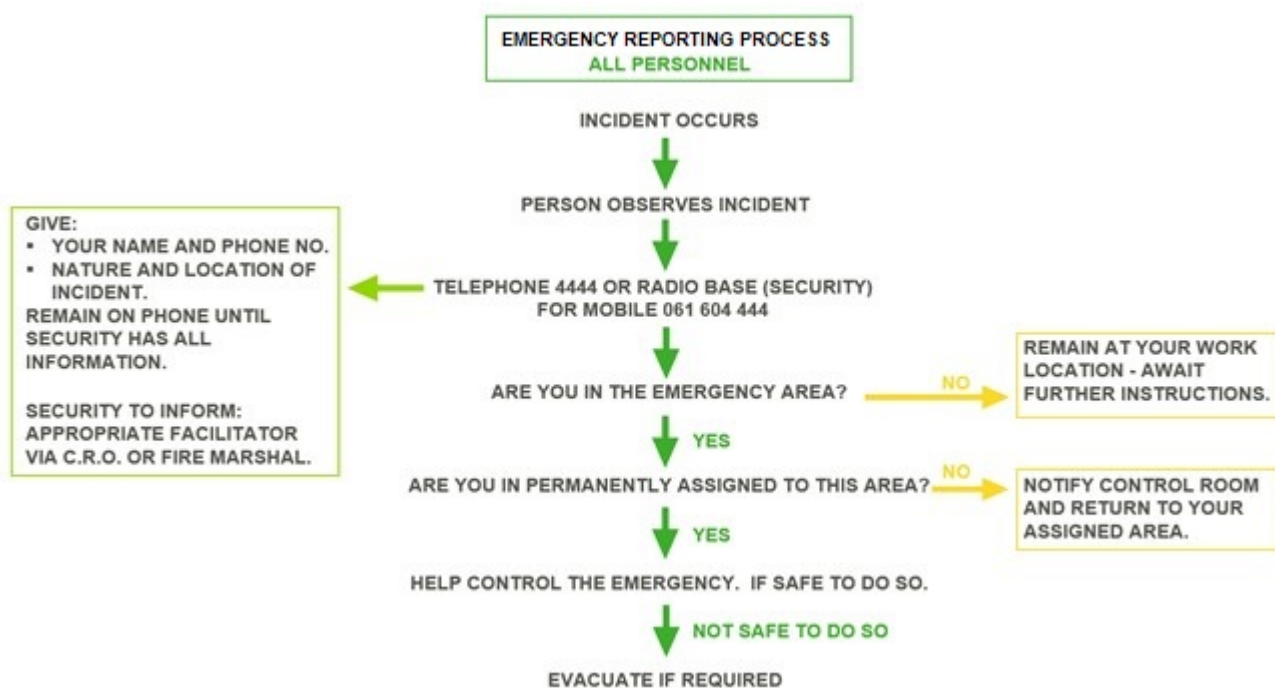 EMERGENCY REPORTING PROCESS
ALL PERSONNEL
INCIDENT OCCURS
PERSON OBSERVES INCIDENT
TELEPHONE 4444 OR RADIO BASE (SECURITY)
FOR MOBILE 061 604 444
GIVE:
▪ YOUR NAME AND PHONE NO.
▪ NATURE AND LOCATION OF
INCIDENT.
REMAIN ON PHONE UNTIL
SECURITY HAS ALL
INFORMATION.
SECURITY TO INFORM:
APPROPRIATE FACILITATOR
VIA C.R.O. OR FIRE MARSHAL.
ARE YOU IN THE EMERGENCY AREA?
NO
REMAIN AT YOUR WORK
LOCATION - AWAIT
FURTHER INSTRUCTIONS.
YES
ARE YOU IN PERMANENTLY ASSIGNED TO THIS AREA?
NO
NOTIFY CONTROL ROOM
AND RETURN TO YOUR
ASSIGNED AREA.
YES
HELP CONTROL THE EMERGENCY. IF SAFE TO DO SO.
NOT SAFE TO DO SO
EVACUATE IF REQUIRED